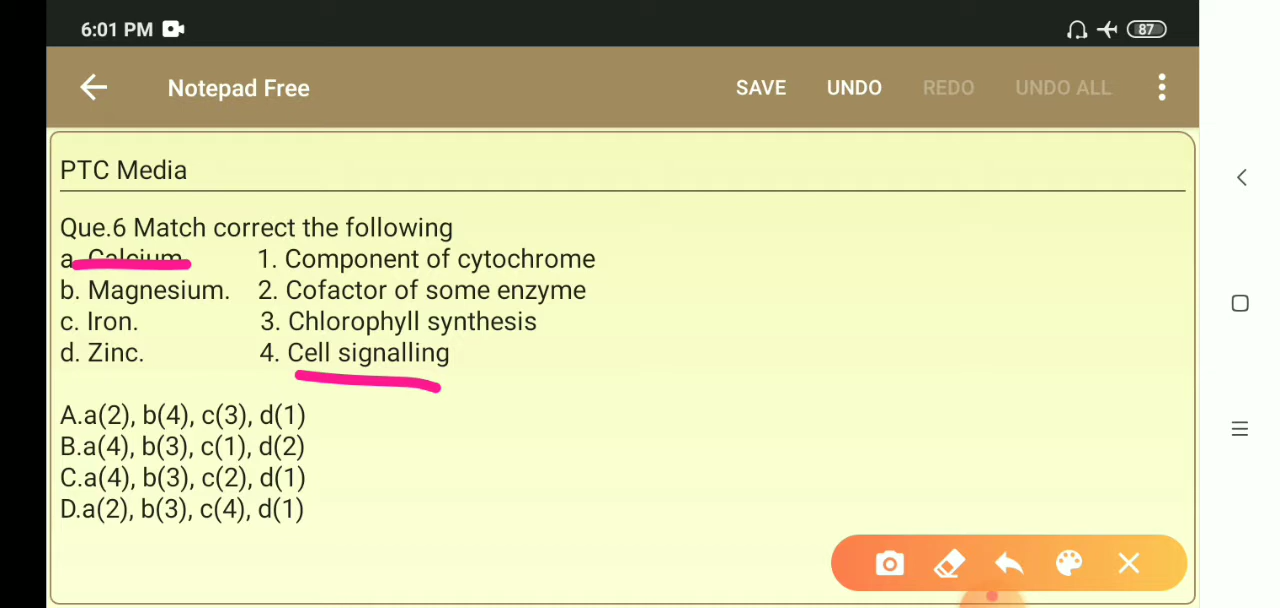 6:01 PM 87
Notepad Free SAVE UNDO REDO UNDO ALL
PTC Media
Que.6 Match correct the following
a. Calcium. 1. Component of cytochrome
b. Magnesium. 2. Cofactor of some enzyme
c. Iron. 3. Chlorophyll synthesis
d. Zinc. 4. Cell signalling
A.a(2), b(4), c(3), d(1)
B.a(4), b(3), c(1), d(2)
C.a(4), b(3), c(2), d(1)
D.a(2), b(3), c(4), d(1)